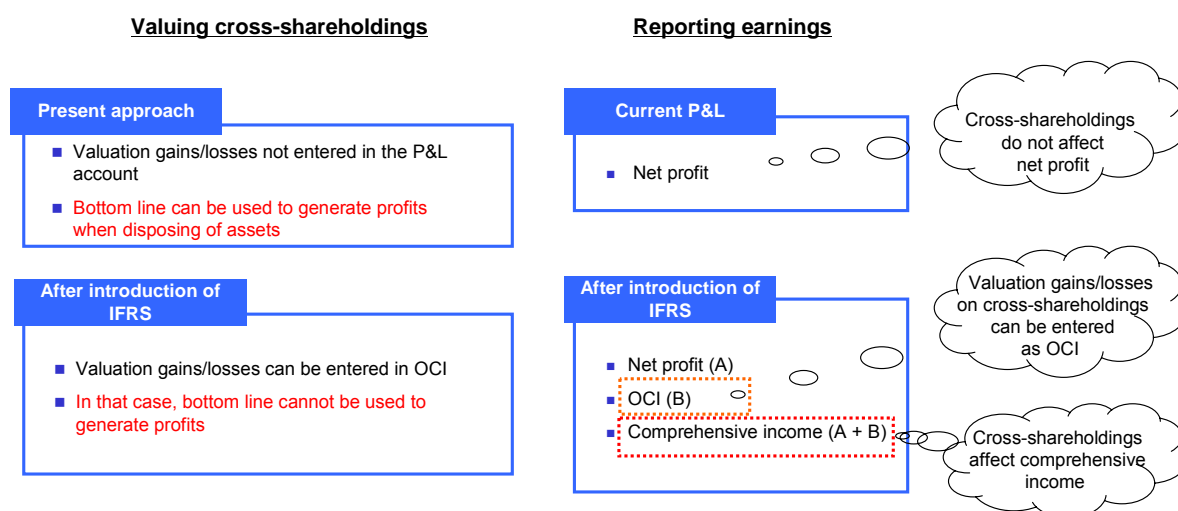 Valuing cross-shareholdings
Present approach
Valuation gains/losses not entered in the P&L
account
Bottom line can be used to generate profits
when disposing of assets
After introduction of
IFRS
Valuation gains/losses can be entered in OCI
In that case, bottom line cannot be used to
generate profits
Reporting earnings
Current P&L
Net profit
Cross-shareholdings
do not affect
net profit
After introduction of
IFRS
Net profit (A)
OCI (B)
Comprehensive income (A + B)
Valuation gains/losses
on cross-shareholdings
can be entered
as OCI
Cross-shareholdings
affect comprehensive
income